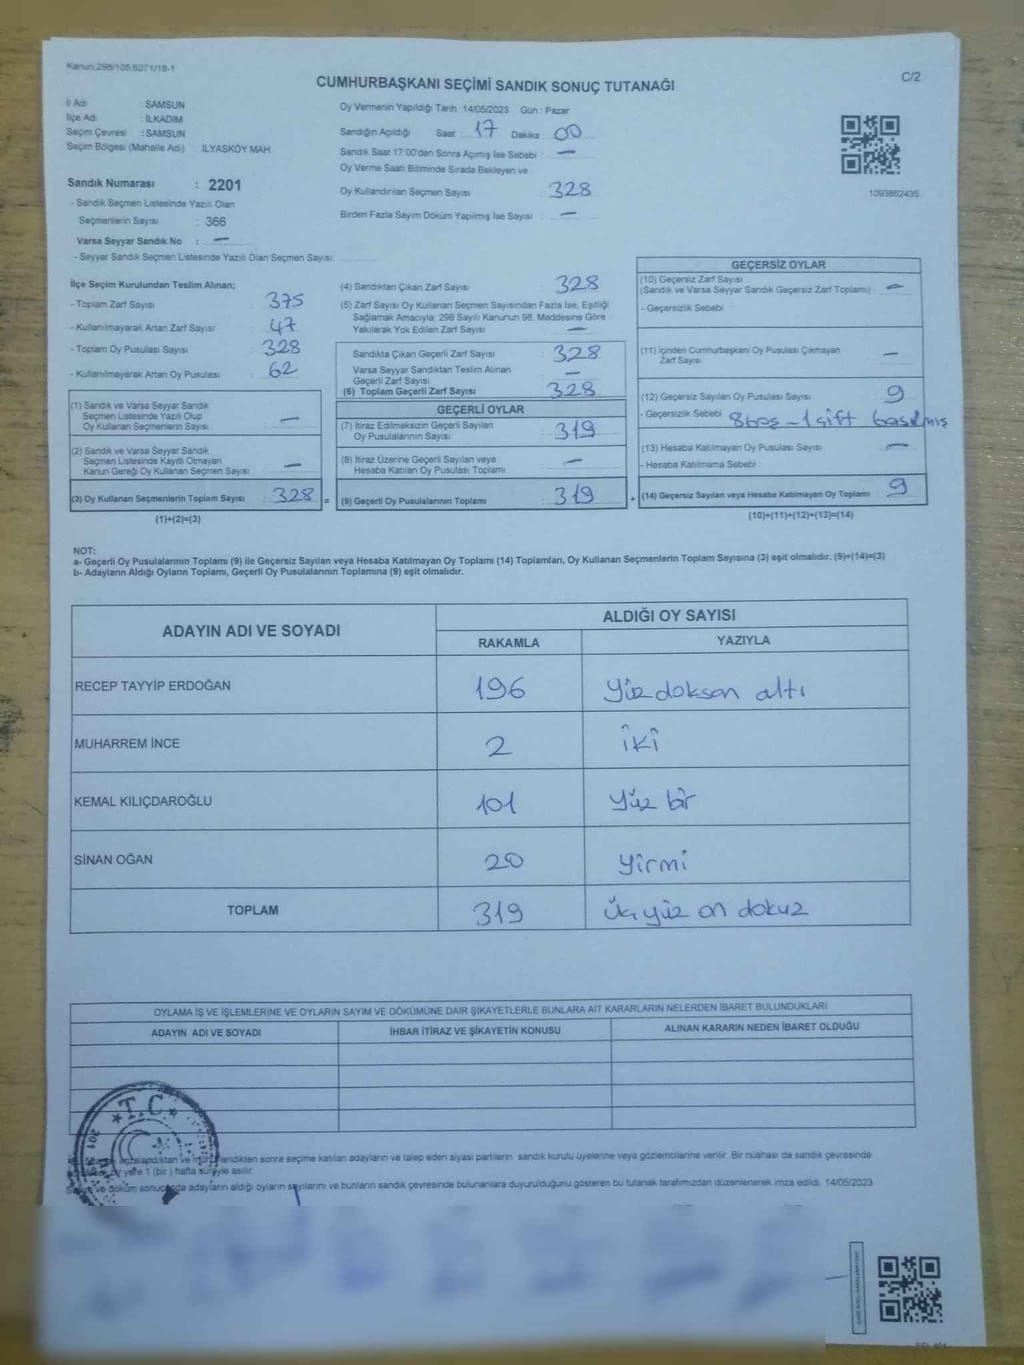 Kanun:298/105,6271/18-1
CUMHURBAŞKANI SEÇİMİ SANDIK SONUÇ TUTANAĞI
C/2
İl Adı SAMSUN
İlçe Adı İLKADIM
Seçim Çevresi : SAMSUN
Seçim Bölgesi (Mahalle Adı) İLYASKÖY MAH.
Sandık Numarası : 2201
- Sandık Seçmen Listesinde Yazılı Olan
Seçmenlerin Sayısı : 366
Varsa Seyyar Sandık No : —
- Seyyar Sandık Seçmen Listesinde Yazılı Olan Seçmen Sayısı:
Oy Vermenin Yapıldığı Tarih :14/05/2023 Gün : Pazar
Sandığın Açıldığı Saat : 17 Dakika : 00
Sandık Saat 17:00'den Sonra Açılmış İse Sebebi : —
Oy Verme Saati Bitiminde Sırada Bekleyen ve
Oy Kullandırılan Seçmen Sayısı : 328
Birden Fazla Sayım Döküm Yapılmış İse Sayısı : —
1093862435
İlçe Seçim Kurulundan Teslim Alınan;
- Toplam Zarf Sayısı : 375
- Kullanılmayarak Artan Zarf Sayısı : 47
- Toplam Oy Pusulası Sayısı : 328
- Kullanılmayarak Artan Oy Pusulası : 62
(1) Sandık ve Varsa Seyyar Sandık
Seçmen Listesinde Yazılı Olup
Oy Kullanan Seçmenlerin Sayısı : —
(2) Sandık ve Varsa Seyyar Sandık
Seçmen Listesinde Kayıtlı Olmayan
Kanun Gereği Oy Kullanan Seçmen Sayısı : —
(3) Oy Kullanan Seçmenlerin Toplam Sayısı : 328 =
(1)+(2)=(3)
(4) Sandıktan Çıkan Zarf Sayısı : 328
(5) Zarf Sayısı Oy Kullanan Seçmen Sayısından Fazla İse, Eşitliği
Sağlamak Amacıyla; 298 Sayılı Kanunun 98. Maddesine Göre
Yakılarak Yok Edilen Zarf Sayısı : —
Sandıkta Çıkan Geçerli Zarf Sayısı : 328
Varsa Seyyar Sandıktan Teslim Alınan
Geçerli Zarf Sayısı : —
(6) Toplam Geçerli Zarf Sayısı : 328
GEÇERLİ OYLAR
(7) İtiraz Edilmeksizin Geçerli Sayılan
Oy Pusulalarının Sayısı : 319
(8) İtiraz Üzerine Geçerli Sayılan veya
Hesaba Katılan Oy Pusulası Toplamı : —
(9) Geçerli Oy Pusulalarının Toplamı : 319 +
GEÇERSİZ OYLAR
(10) Geçersiz Zarf Sayısı
(Sandık ve Varsa Seyyar Sandık Geçersiz Zarf Toplamı) : —
- Geçersizlik Sebebi :
(11) İçinden Cumhurbaşkanı Oy Pusulası Çıkmayan
Zarf Sayısı : —
(12) Geçersiz Sayılan Oy Pusulası Sayısı : 9
- Geçersizlik Sebebi : 8 boş - 1 çift basılmış
(13) Hesaba Katılmayan Oy Pusulası Sayısı : —
- Hesaba Katılmama Sebebi :
(14) Geçersiz Sayılan veya Hesaba Katılmayan Oy Toplamı : 9
(10)+(11)+(12)+(13)=(14)
NOT:
a- Geçerli Oy Pusulalarının Toplamı (9) ile Geçersiz Sayılan veya Hesaba Katılmayan Oy Toplamı (14) Toplamları, Oy Kullanan Seçmenlerin Toplam Sayısına (3) eşit olmalıdır. (9)+(14)=(3)
b- Adayların Aldığı Oyların Toplamı, Geçerli Oy Pusulalarının Toplamına (9) eşit olmalıdır.
ADAYIN ADI VE SOYADI
ALDIĞI OY SAYISI
RAKAMLA YAZIYLA
RECEP TAYYİP ERDOĞAN 196 Yüz doksan altı
MUHARREM İNCE 2 iki
KEMAL KILIÇDAROĞLU 101 Yüz bir
SİNAN OĞAN 20 Yirmi
TOPLAM 319 Üç yüz on dokuz
OYLAMA İŞ VE İŞLEMLERİNE VE OYLARIN SAYIM VE DÖKÜMÜNE DAİR ŞİKAYETLERLE BUNLARA AİT KARARLARIN NELERDEN İBARET BULUNDUKLARI
ADAYIN ADI VE SOYADI İHBAR İTİRAZ VE ŞİKAYETİN KONUSU ALINAN KARARIN NEDEN İBARET OLDUĞU
T.C.
sonra seçime katılan adayların ve talep eden siyasi partilerin sandık kurulu üyelerine veya gözlemcilerine verilir. Bir nüshası da sandık çevresinde
bir yere 1 (bir ) hafta süreyle asılır.
ve döküm sonucunda adayların aldığı oyların sayılarını ve bunların sandık çevresinde bulunanlara duyurulduğunu gösteren bu tutanak tarafımızdan düzenlenerek imza edildi. 14/05/2023